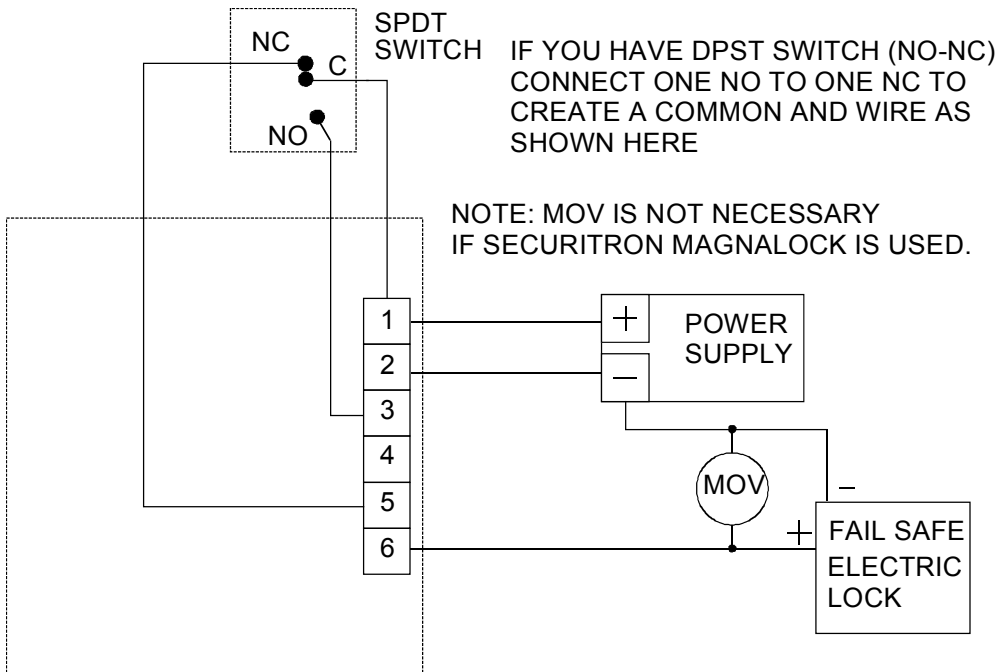 SPDT
SWITCH
NC
C
NO
IF YOU HAVE DPST SWITCH (NO-NC)
CONNECT ONE NO TO ONE NC TO
CREATE A COMMON AND WIRE AS
SHOWN HERE
NOTE: MOV IS NOT NECESSARY
IF SECURITRON MAGNALOCK IS USED.
1
2
3
4
5
6
+
−
POWER
SUPPLY
MOV
−
+
FAIL SAFE
ELECTRIC
LOCK